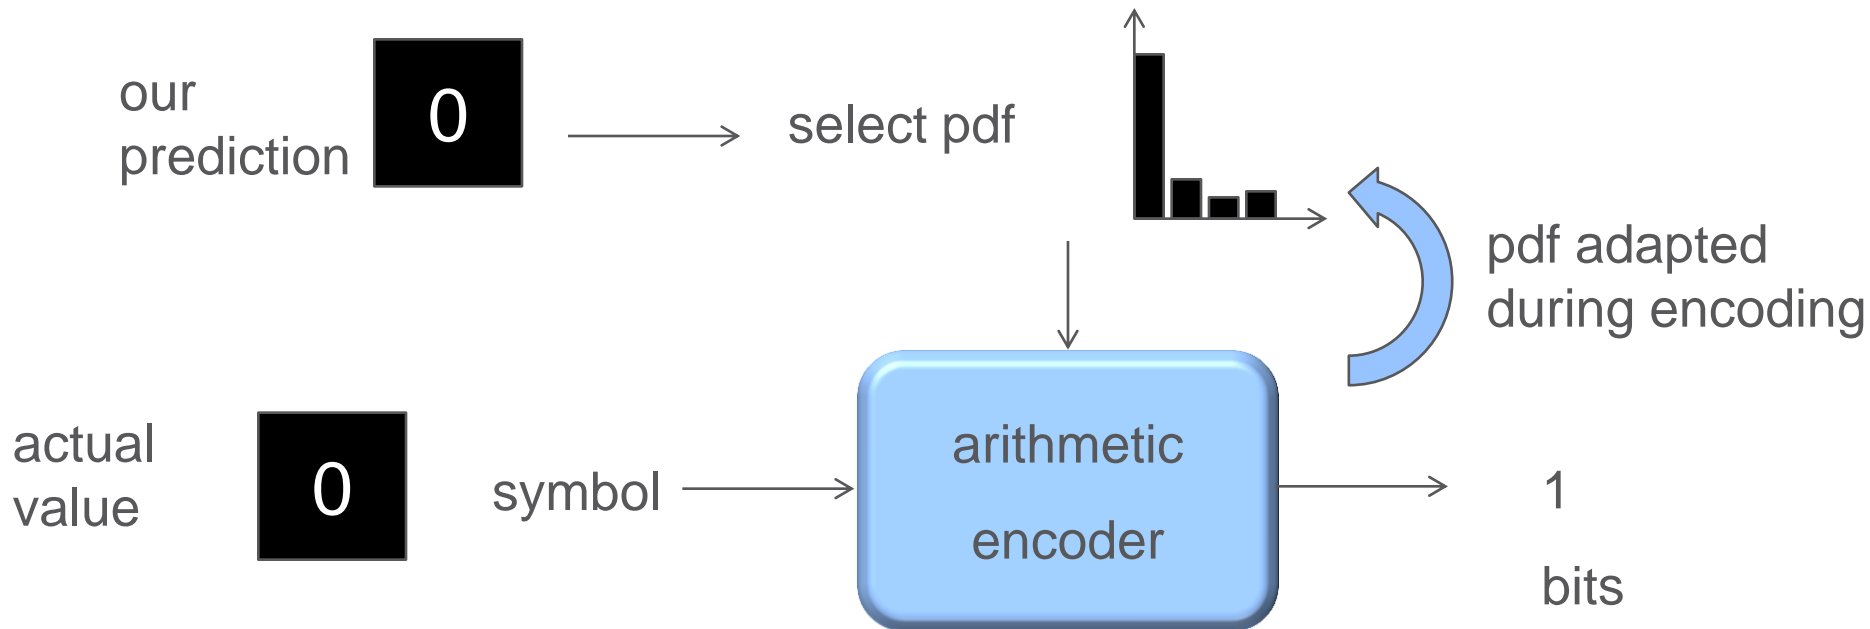 our
prediction
0
select pdf
pdf adapted
during encoding
actual
value
0
symbol
arithmetic
encoder
1
bits